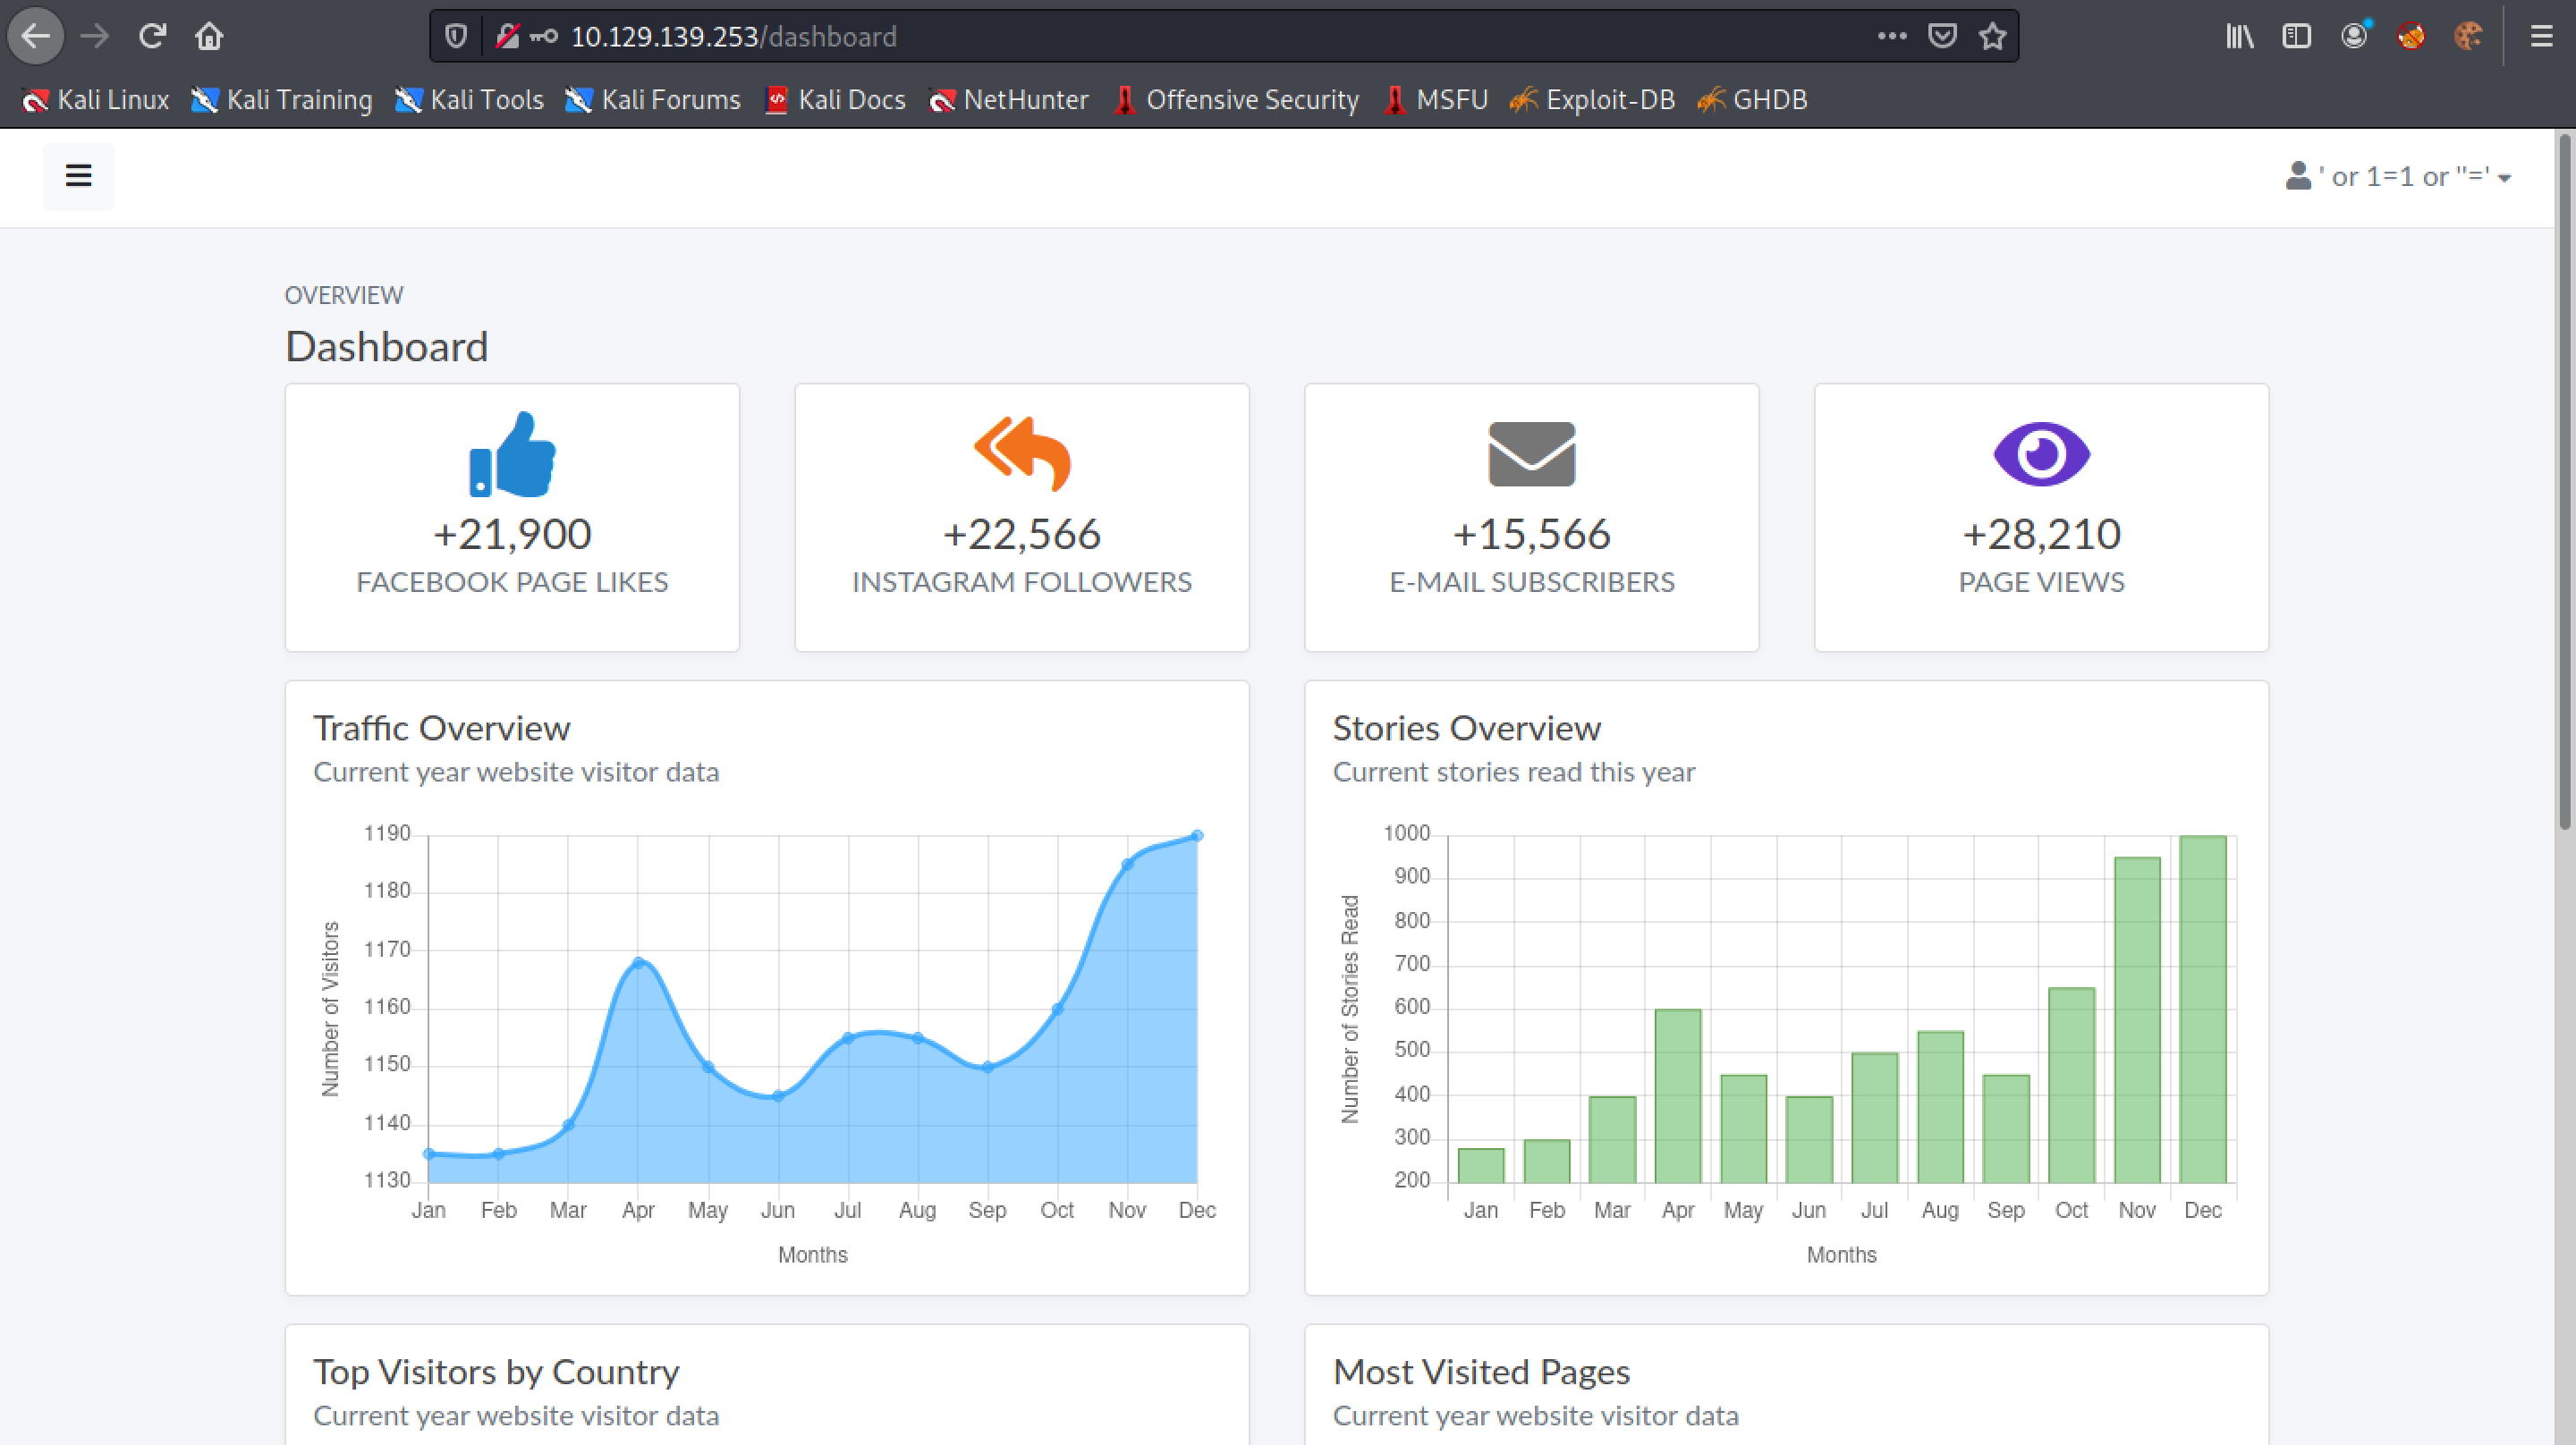 10.129.139.253/dashboard
Kali Linux Kali Training Kali Tools Kali Forums Kali Docs NetHunter Offensive Security MSFU Exploit-DB GHDB
' or 1=1 or ''='
OVERVIEW
Dashboard
+21,900
FACEBOOK PAGE LIKES
+22,566
INSTAGRAM FOLLOWERS
+15,566
E-MAIL SUBSCRIBERS
+28,210
PAGE VIEWS
Traffic Overview
Current year website visitor data
Number of Visitors
1190
1180
1170
1160
1150
1140
1130
Jan Feb Mar Apr May Jun Jul Aug Sep Oct Nov Dec
Months
Stories Overview
Current stories read this year
Number of Stories Read
1000
900
800
700
600
500
400
300
200
Jan Feb Mar Apr May Jun Jul Aug Sep Oct Nov Dec
Months
Top Visitors by Country
Current year website visitor data
Most Visited Pages
Current year website visitor data